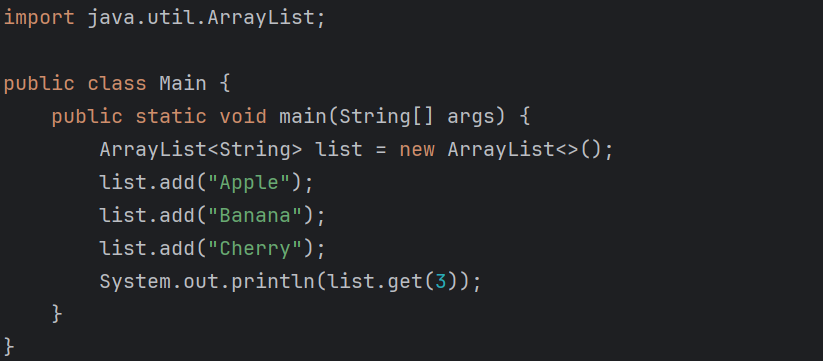 import java.util.ArrayList;
public class Main {
    public static void main(String[] args) {
        ArrayList<String> list = new ArrayList<>();
        list.add("Apple");
        list.add("Banana");
        list.add("Cherry");
        System.out.println(list.get(3));
    }
}